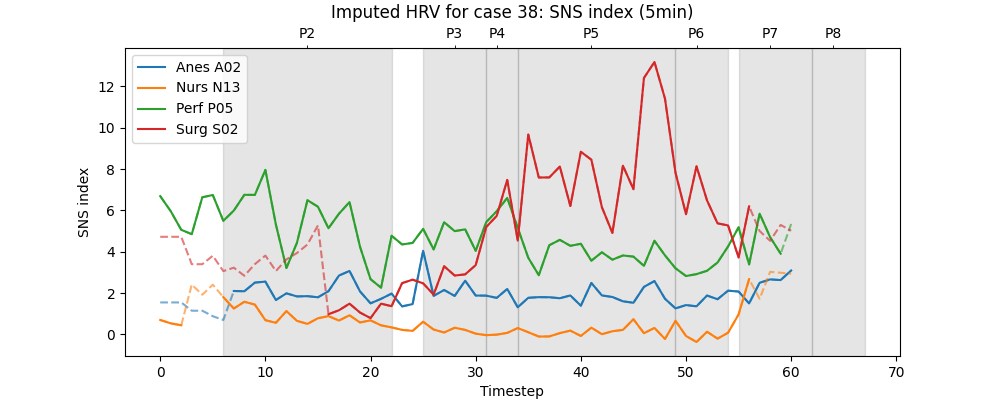 Imputed HRV for case 38: SNS index (5min)
P2 P3 P4 P5 P6 P7 P8
Anes A02
Nurs N13
Perf P05
Surg S02
SNS index
12
10
8
6
4
2
0
0 10 20 30 40 50 60 70
Timestep